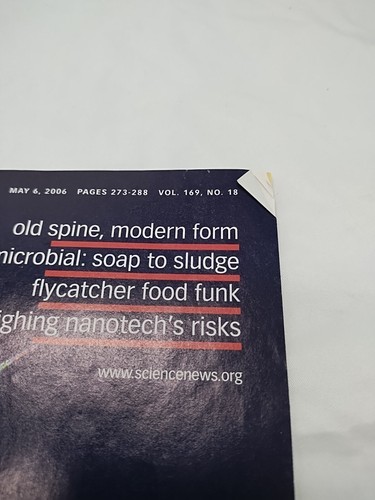 MAY 6, 2006 PAGES 273-288 VOL. 169, NO. 18
old spine, modern form
microbial: soap to sludge
flycatcher food funk
ighing nanotech's risks
www.sciencenews.org